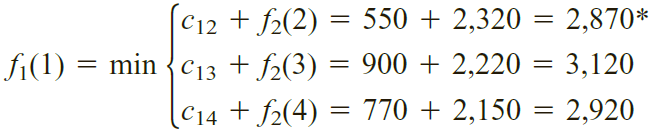 c12 + f2(2) = 550 + 2,320 = 2,870*
f1(1) = min { c13 + f2(3) = 900 + 2,220 = 3,120
c14 + f2(4) = 770 + 2,150 = 2,920